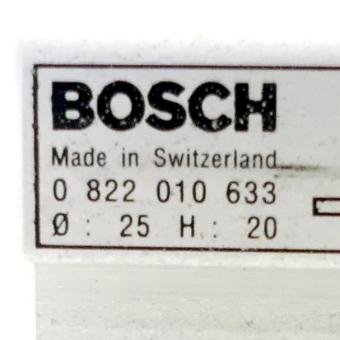 BOSCH
Made in Switzerland
0 822 010 633
Ø : 25 H : 20